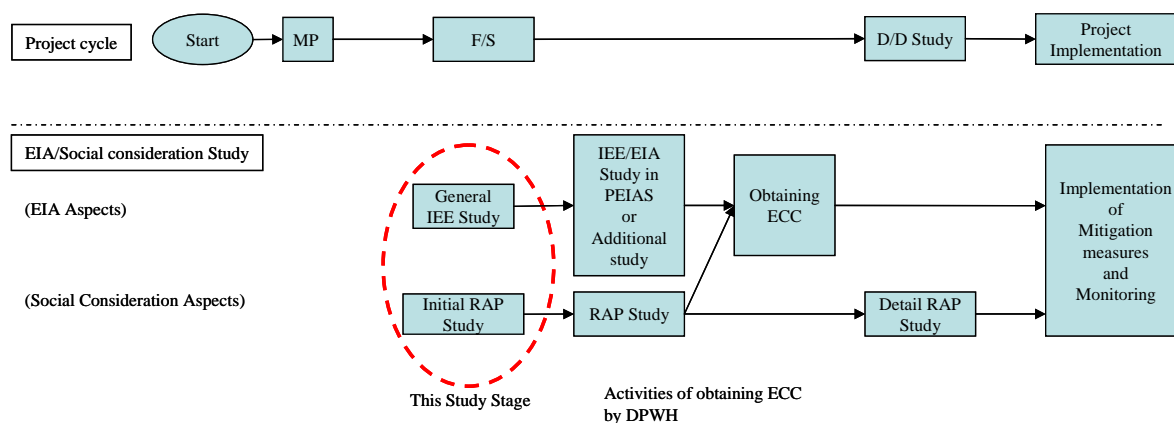 Project cycle
Start
MP
F/S
D/D Study
Project
Implementation
EIA/Social consideration Study
(EIA Aspects)
General
IEE Study
IEE/EIA
Study in
PEIAS
or
Additional
study
Obtaining
ECC
Implementation
of
Mitigation
measures
and
Monitoring
(Social Consideration Aspects)
Initial RAP
Study
RAP Study
Detail RAP
Study
This Study Stage
Activities of obtaining ECC
by DPWH